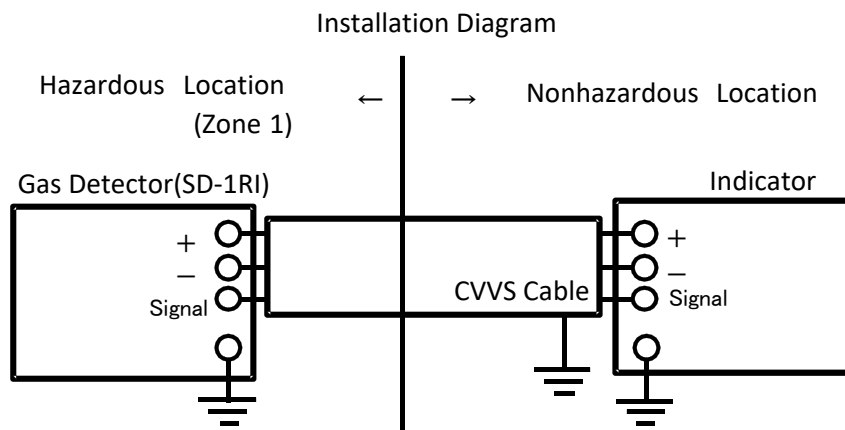 Installation Diagram
Hazardous Location
(Zone 1)
← →
Nonhazardous Location
Gas Detector(SD-1RI)
Indicator
+
−
Signal
CVVS Cable
+
−
Signal